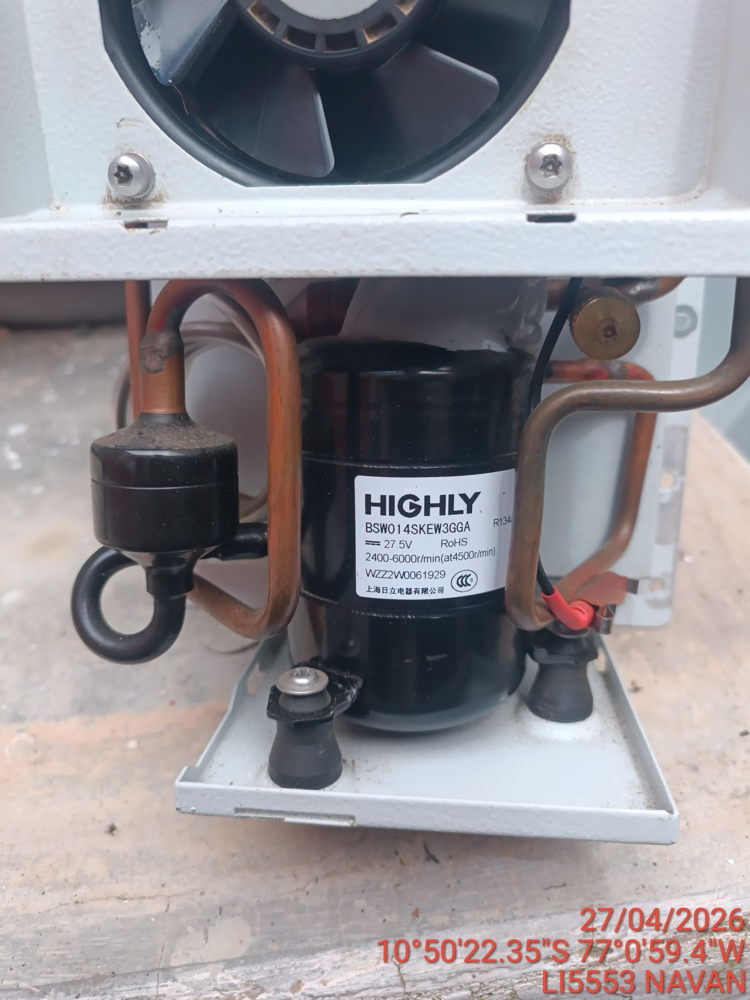 HIGHLY
BSW014SKEW3GGA R134a
27.5V RoHS
2400-6000r/min(at4500r/min)
WZZ2W0061929 CCC S
上海日立电器有限公司
27/04/2026
10°50'22.35"S 77°0'59.4"W
LI5553 NAVAN